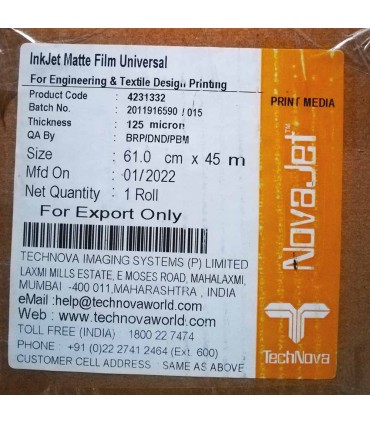 InkJet Matte Film Universal
For Engineering & Textile Design Printing
Product Code : 4231332
Batch No. : 2011916590 / 015
Thickness : 125 micron
QA By : BRP/DND/PBM
Size : 61.0 cm x 45 m
Mfd On : 01/2022
Net Quantity : 1 Roll
For Export Only
TECHNOVA IMAGING SYSTEMS (P) LIMITED
LAXMI MILLS ESTATE, E MOSES ROAD, MAHALAXMI,
MUMBAI -400 011,MAHARASHTRA , INDIA
eMail :help@technovaworld.com
Web : www.technovaworld.com
TOLL FREE (INDIA) 1800 22 7474
PHONE : +91 (0)22 2741 2464 (Ext. 600)
CUSTOMER CELL ADDRESS SAME AS ABOVE
PRINT MEDIA
NovaJet™
TechNova